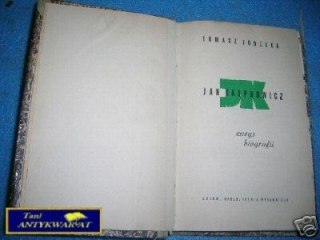 TOMASZ JODEŁKA
JAN KASPROWICZ
JK
zarys
biografii
Tani
ANTYKWARIAT